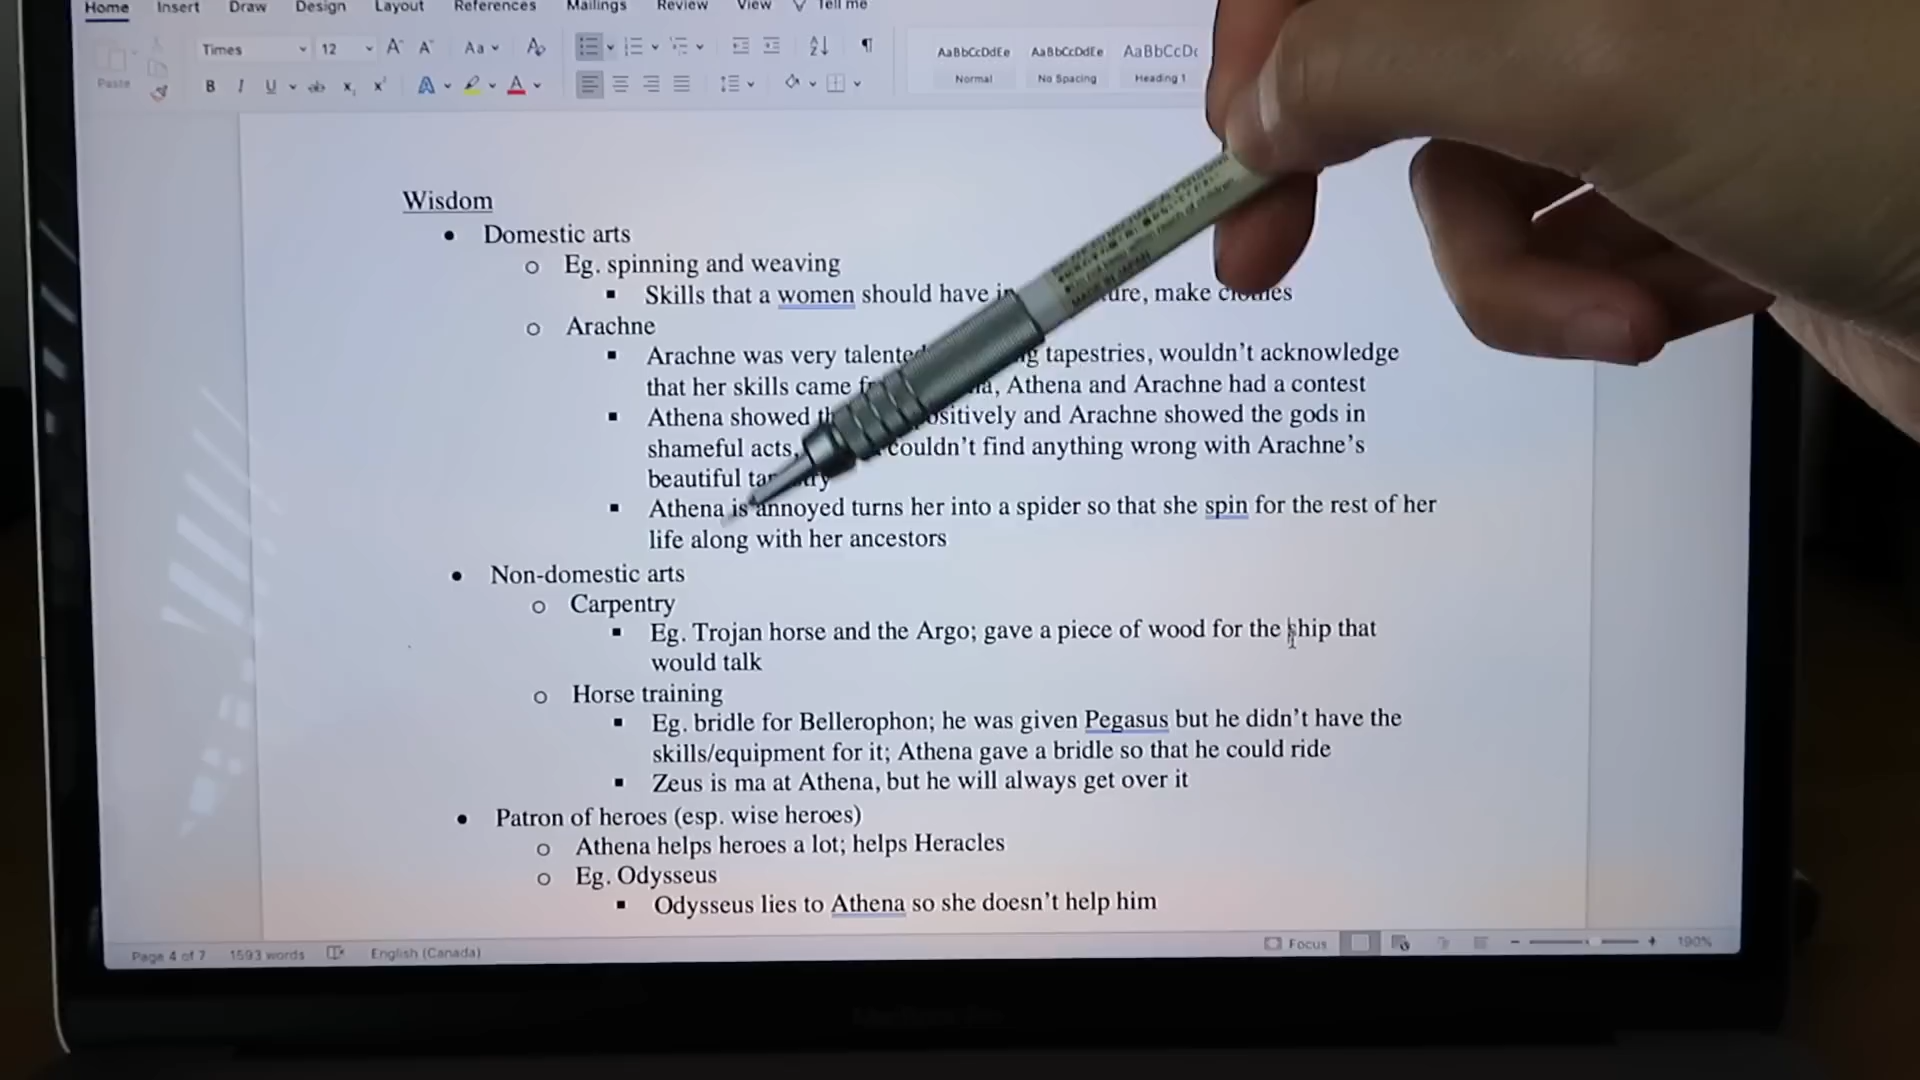 Home Insert Draw Design Layout References Mailings Review View Tell me
Times 12 Aa
Paste B I U ab x x
AaBbCcDdEe AaBbCcDdEe AaBbCcDc
Normal No Spacing Heading 1
Wisdom
• Domestic arts
o Eg. spinning and weaving
▪ Skills that a women should have in make clothes
o Arachne
▪ Arachne was very talented tapestries, wouldn't acknowledge
that her skills came Athena and Arachne had a contest
▪ Athena showed and Arachne showed the gods in
shameful acts, couldn't find anything wrong with Arachne's
beautiful
▪ Athena is annoyed turns her into a spider so that she spin for the rest of her
life along with her ancestors
• Non-domestic arts
o Carpentry
▪ Eg. Trojan horse and the Argo; gave a piece of wood for the ship that
would talk
o Horse training
▪ Eg. bridle for Bellerophon; he was given Pegasus but he didn't have the
skills/equipment for it; Athena gave a bridle so that he could ride
▪ Zeus is ma at Athena, but he will always get over it
• Patron of heroes (esp. wise heroes)
o Athena helps heroes a lot; helps Heracles
o Eg. Odysseus
▪ Odysseus lies to Athena so she doesn't help him
Page 4 of 7 1593 words English (Canada) Focus 190%